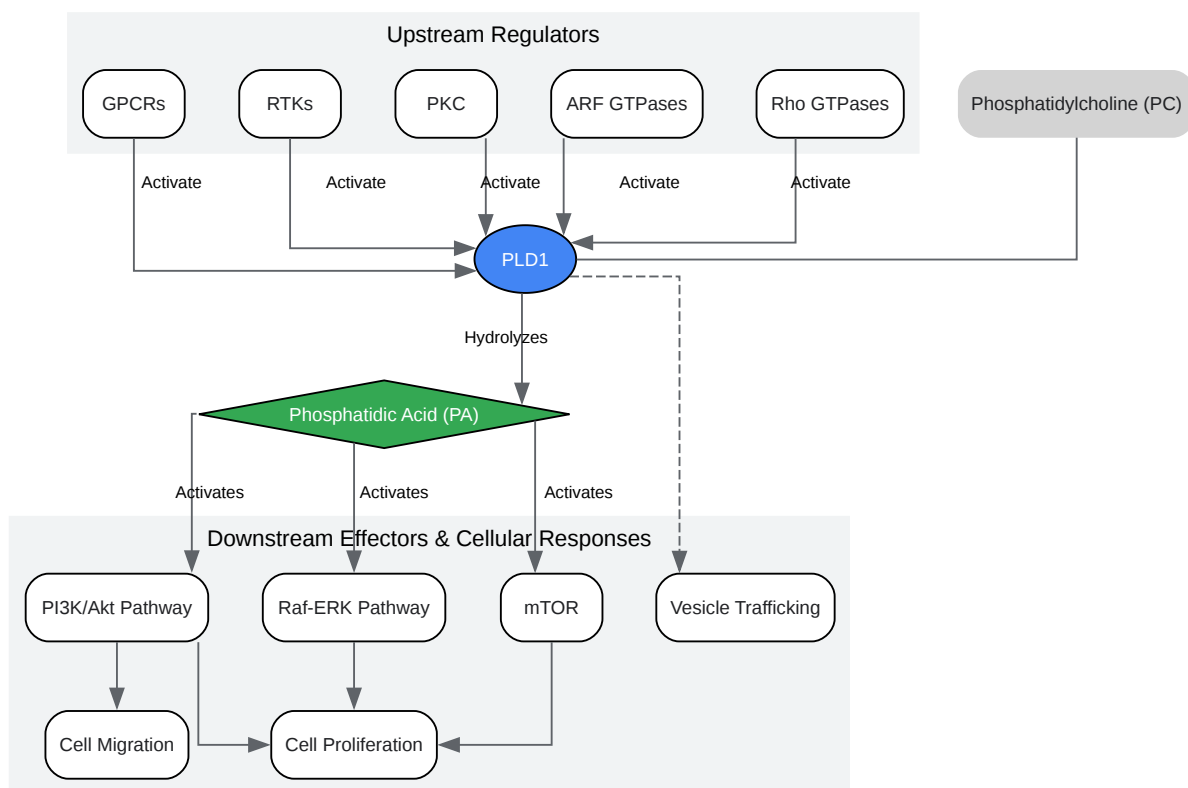 Upstream Regulators
GPCRs
RTKs
PKC
ARF GTPases
Rho GTPases
Phosphatidylcholine (PC)
Activate
Activate
Activate
Activate
Activate
PLD1
Hydrolyzes
Phosphatidic Acid (PA)
Activates
Activates
Activates
Downstream Effectors & Cellular Responses
PI3K/Akt Pathway
Raf-ERK Pathway
mTOR
Vesicle Trafficking
Cell Migration
Cell Proliferation